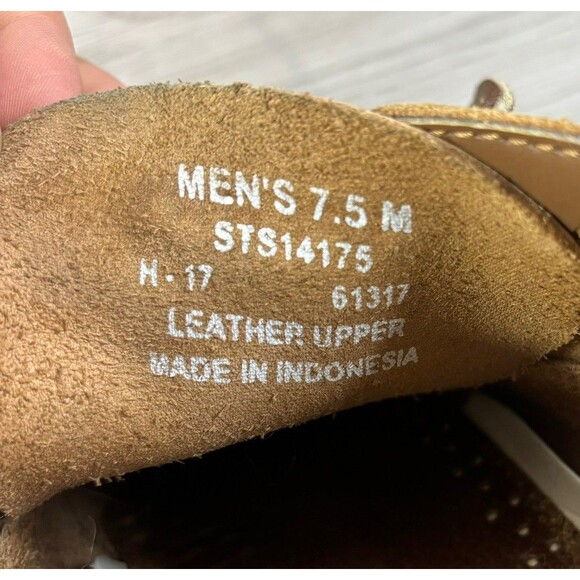 MEN'S 7.5 M
STS14175
H - 17 61317
LEATHER UPPER
MADE IN INDONESIA